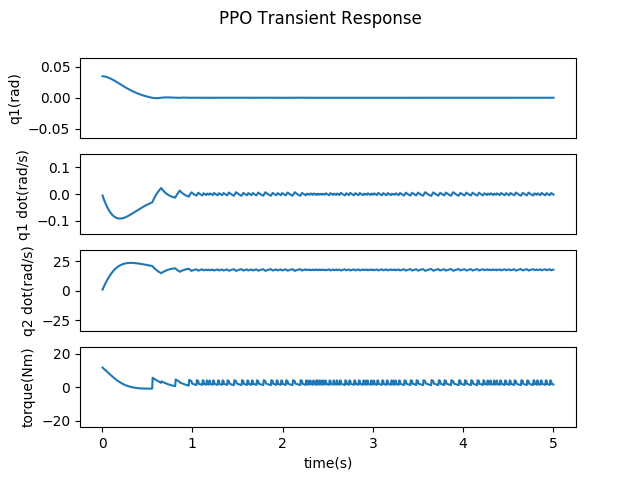 PPO Transient Response
q1(rad)
0.05
0.00
−0.05
q1 dot(rad/s)
0.1
0.0
−0.1
q2 dot(rad/s)
25
0
−25
torque(Nm)
20
0
−20
0 1 2 3 4 5
time(s)